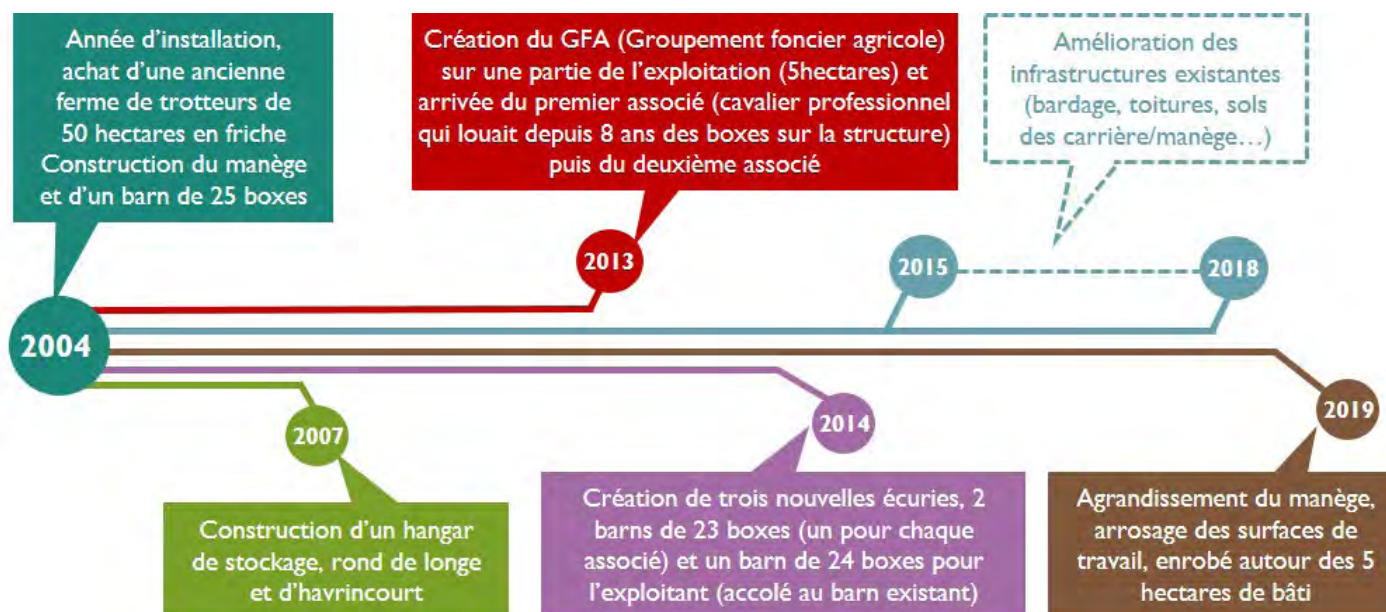 Année d'installation,
achat d'une ancienne
ferme de trotteurs de
50 hectares en friche
Construction du manège
et d'un barn de 25 boxes
Création du GFA (Groupement foncier agricole)
sur une partie de l'exploitation (5hectares) et
arrivée du premier associé (cavalier professionnel
qui louait depuis 8 ans des boxes sur la structure)
puis du deuxième associé
Amélioration des
infrastructures existantes
(bardage, toitures, sols
des carrière/manège…)
2013
2015
2018
2004
2007
2014
2019
Construction d'un hangar
de stockage, rond de longe
et d'havrincourt
Création de trois nouvelles écuries, 2
barns de 23 boxes (un pour chaque
associé) et un barn de 24 boxes pour
l'exploitant (accolé au barn existant)
Agrandissement du manège,
arrosage des surfaces de
travail, enrobé autour des 5
hectares de bâti